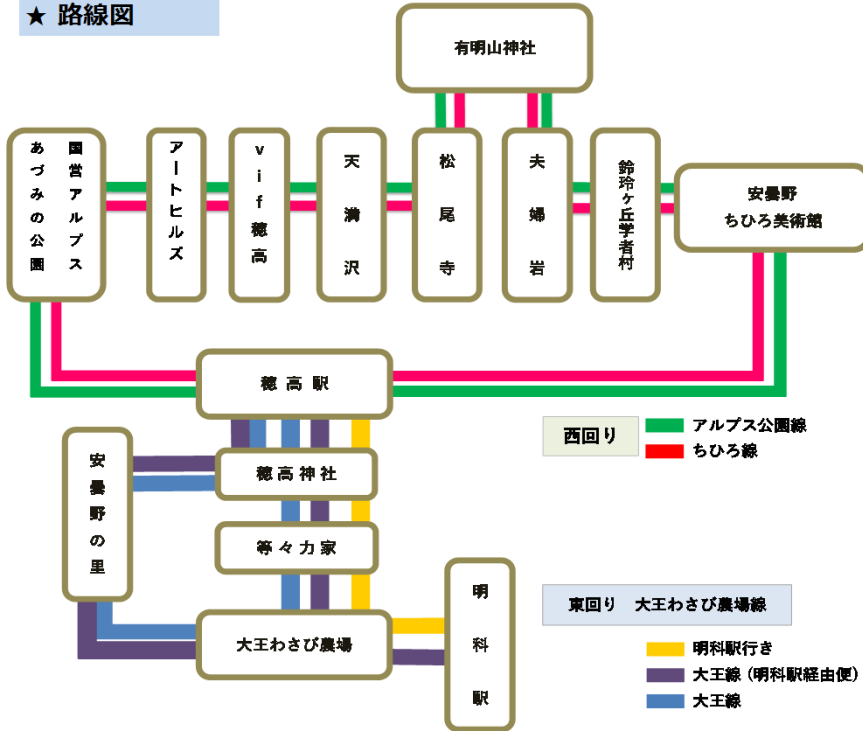 ★ 路線図
有明山神社
国営アルプス
あづみの公園
アートヒルズ
vif穂高
天満沢
松尾寺
夫婦岩
鈴玲ヶ丘学者村
安曇野
ちひろ美術館
穂高駅
西回り
アルプス公園線
ちひろ線
安曇野の里
穂高神社
等々力家
大王わさび農場
明科駅
東回り 大王わさび農場線
明科駅行き
大王線(明科駅経由便)
大王線